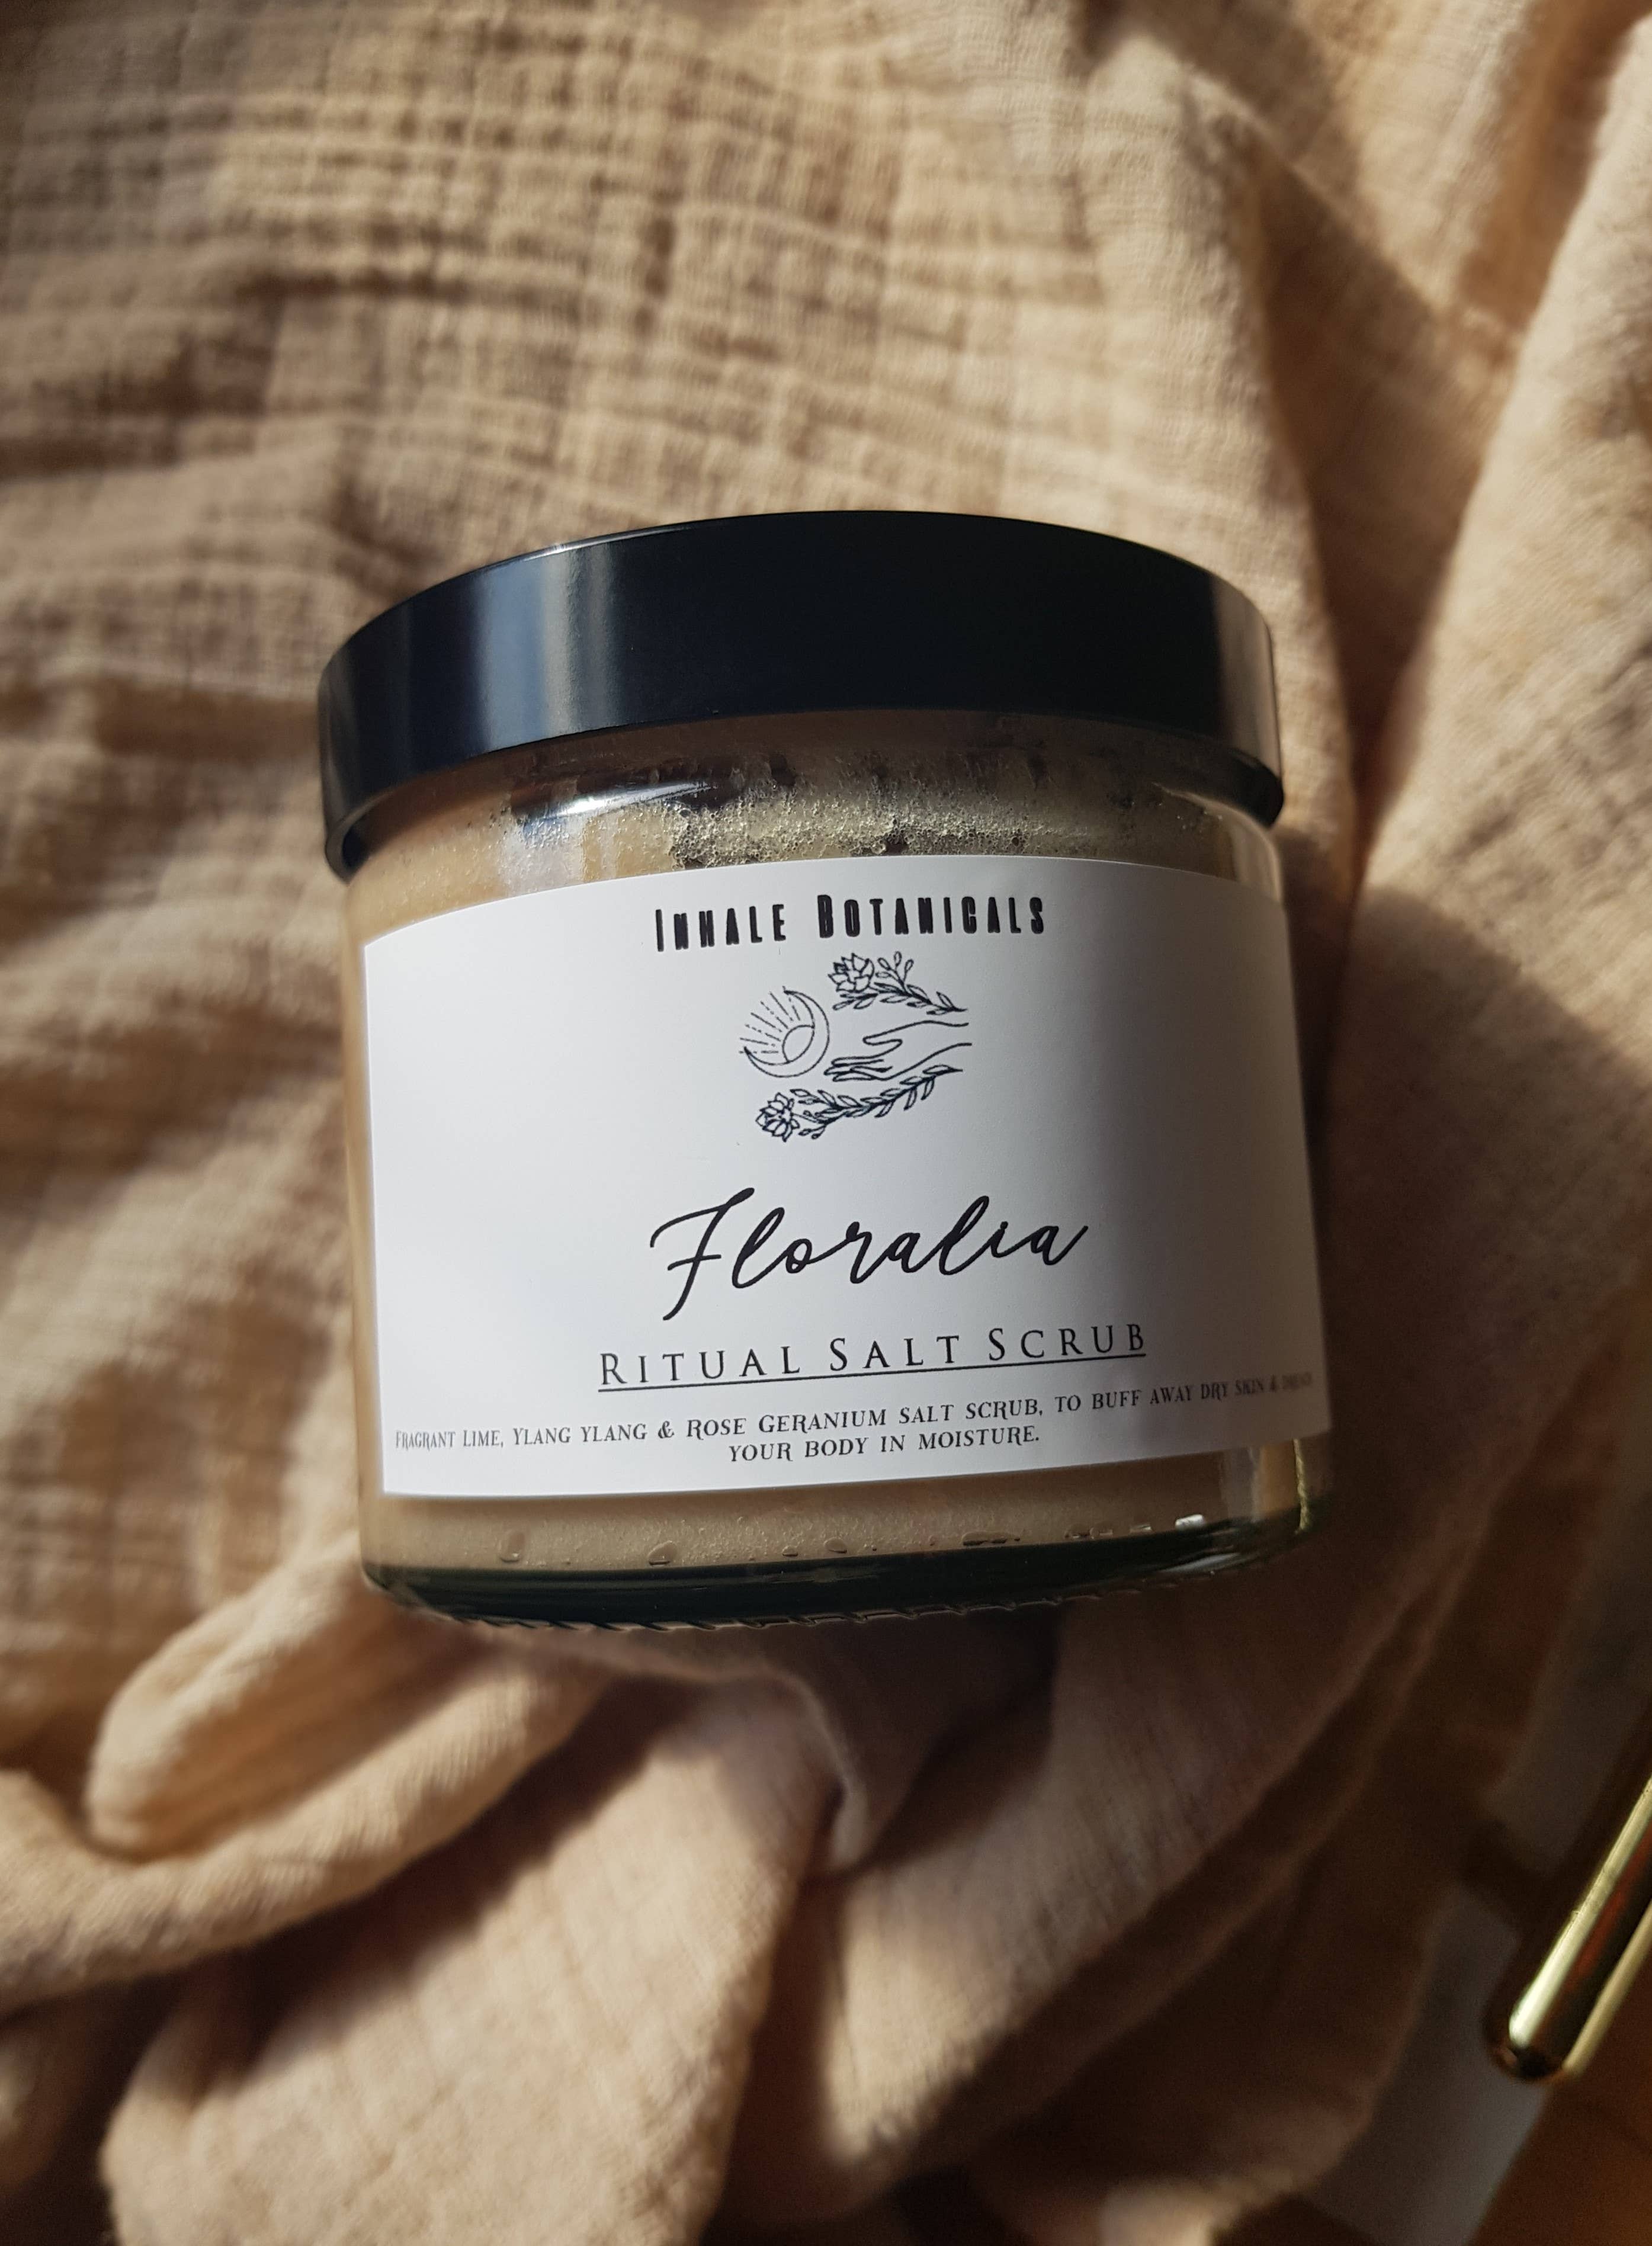 INHALE BOTANICALS
Floralia
RITUAL SALT SCRUB
FRAGRANT LIME, YLANG YLANG & ROSE GERANIUM SALT SCRUB, TO BUFF AWAY DRY SKIN &
YOUR BODY IN MOISTURE.